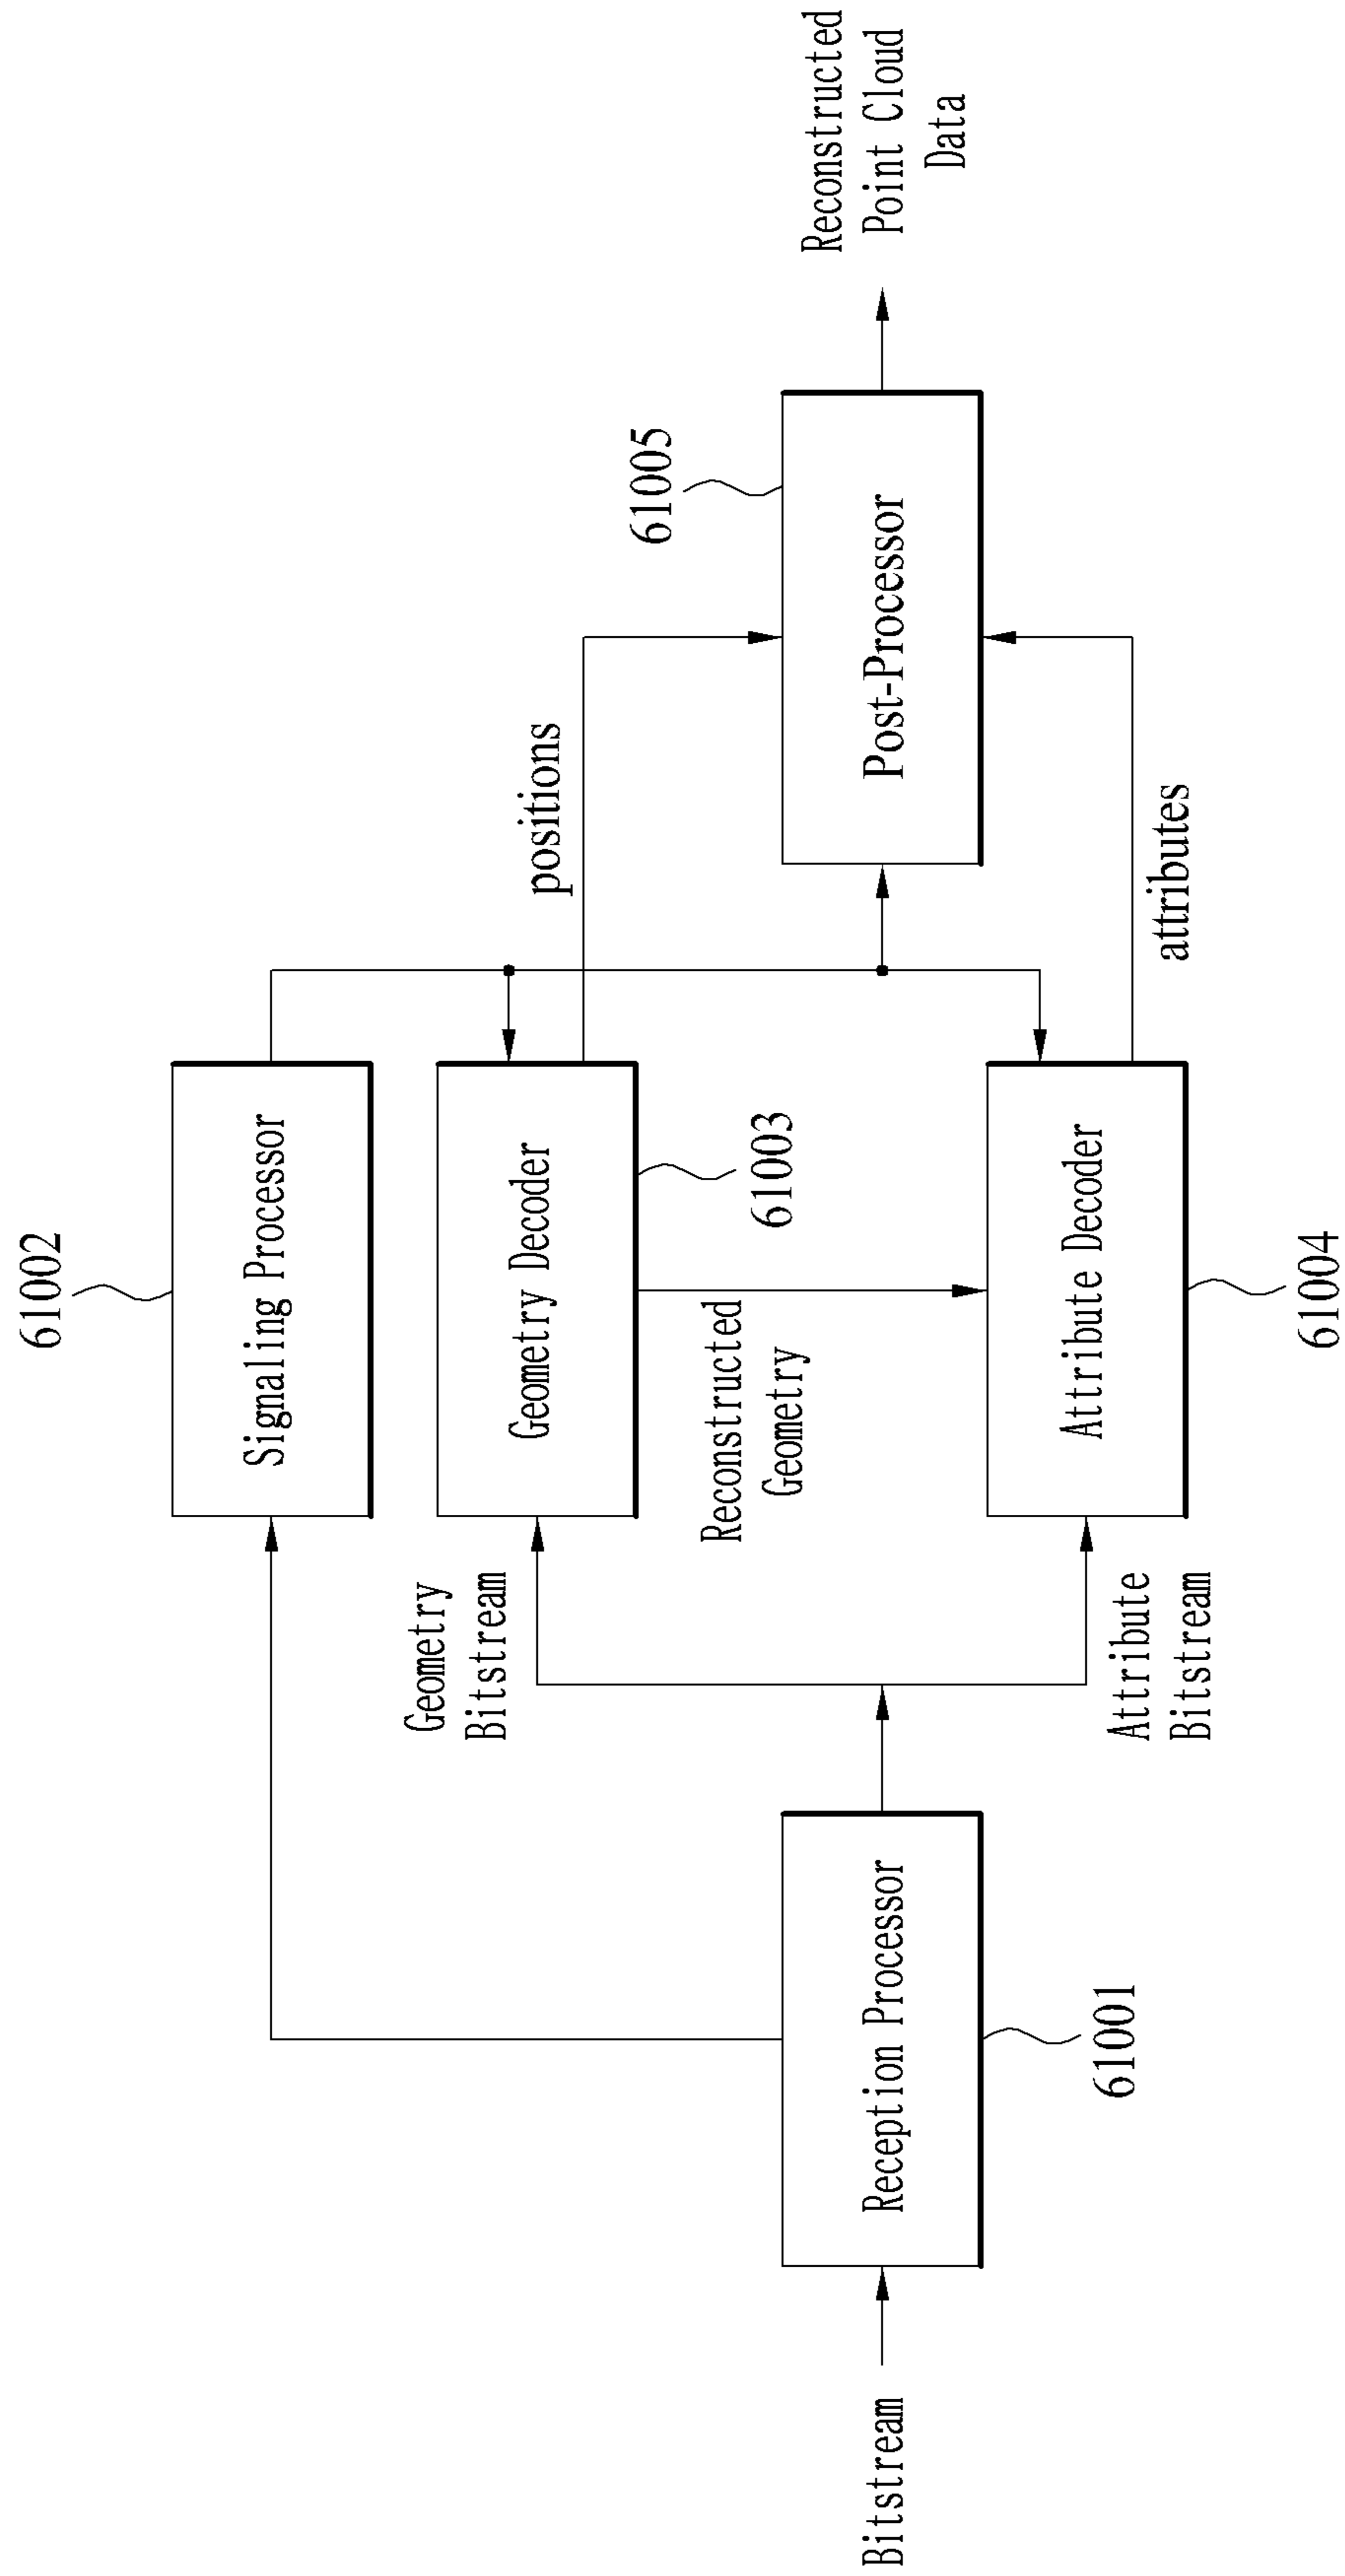 61002
Signaling Processor
Geometry
Bitstream
Geometry Decoder
positions
61003
Reconstructed
Geometry
61005
Bitstream
Reception Processor
Post-Processor
Reconstructed
Point Cloud
Data
61001
Attribute
Bitstream
Attribute Decoder
attributes
61004